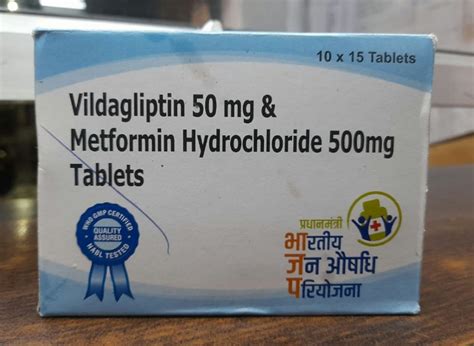 10 x 15 Tablets
Vildagliptin 50 mg &
Metformin Hydrochloride 500mg
Tablets
WHO GMP CERTIFIED
QUALITY
ASSURED
NABL TESTED
प्रधानमंत्री
भारतीय
जन औषधि
परियोजना